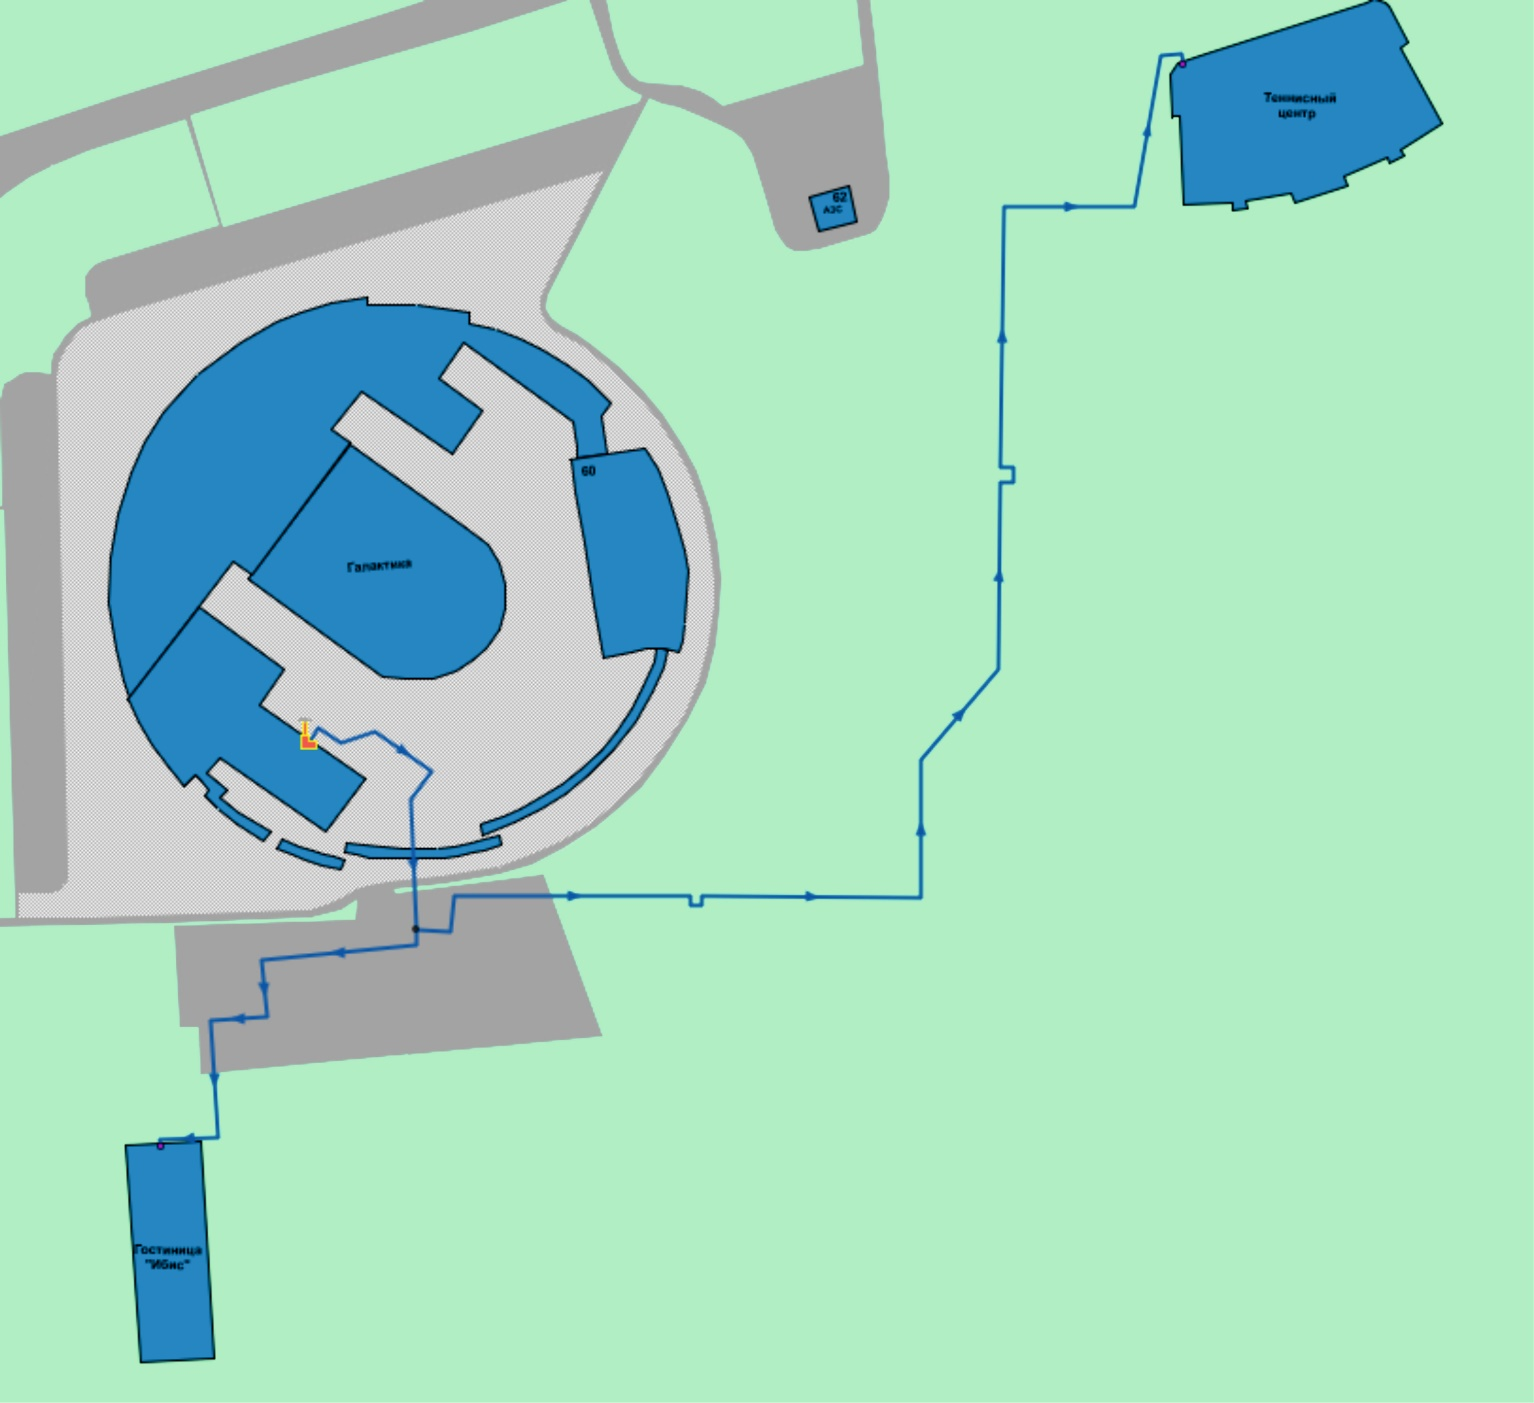 Теннисный
центр
62
АЗС
60
Галактика
Гостиница
"Ибис"